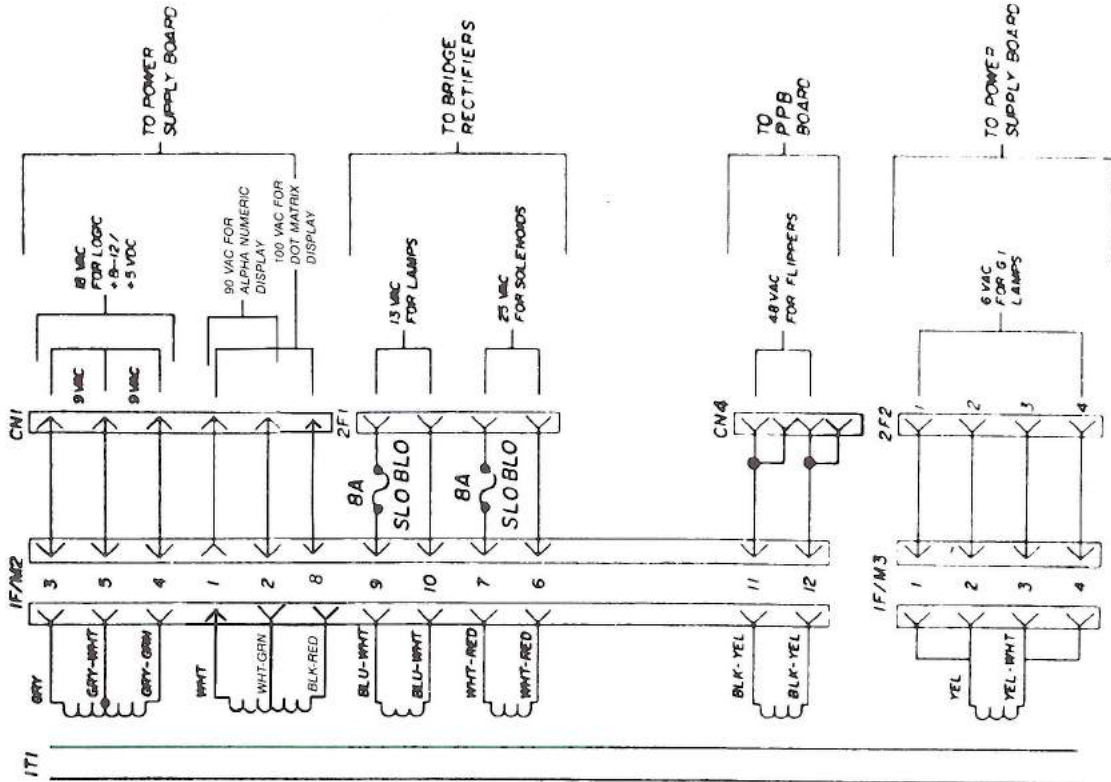 TO POWER
SUPPLY BOARD
TO BRIDGE
RECTIFIERS
TO
PPB
BOARD
TO POWER
SUPPLY BOARD
18 VAC
FOR LOGIC
+5 VDC
9 VAC
9 VAC
90 VAC FOR
ALPHA NUMERIC
DISPLAY
100 VAC FOR
DOT MATRIX
DISPLAY
13 VAC
FOR LAMPS
25 VAC
FOR SOLENOIDS
48 VAC
FOR FLIPPERS
6 VAC
FOR G I
LAMPS
CN1
2F1
CN4
2F2
1
2
3
4
8A
SLO BLO
8A
SLO BLO
1F/M2
3
5
4
1
2
8
9
10
7
6
11
12
1F/M3
1
2
3
4
GRY
GRY-WHT
GRY-GRN
WHT
WHT-GRN
BLK-RED
BLU-WHT
BLU-WHT
WHT-RED
WHT-RED
BLK-YEL
BLK-YEL
YEL
YEL-WHT
1T1